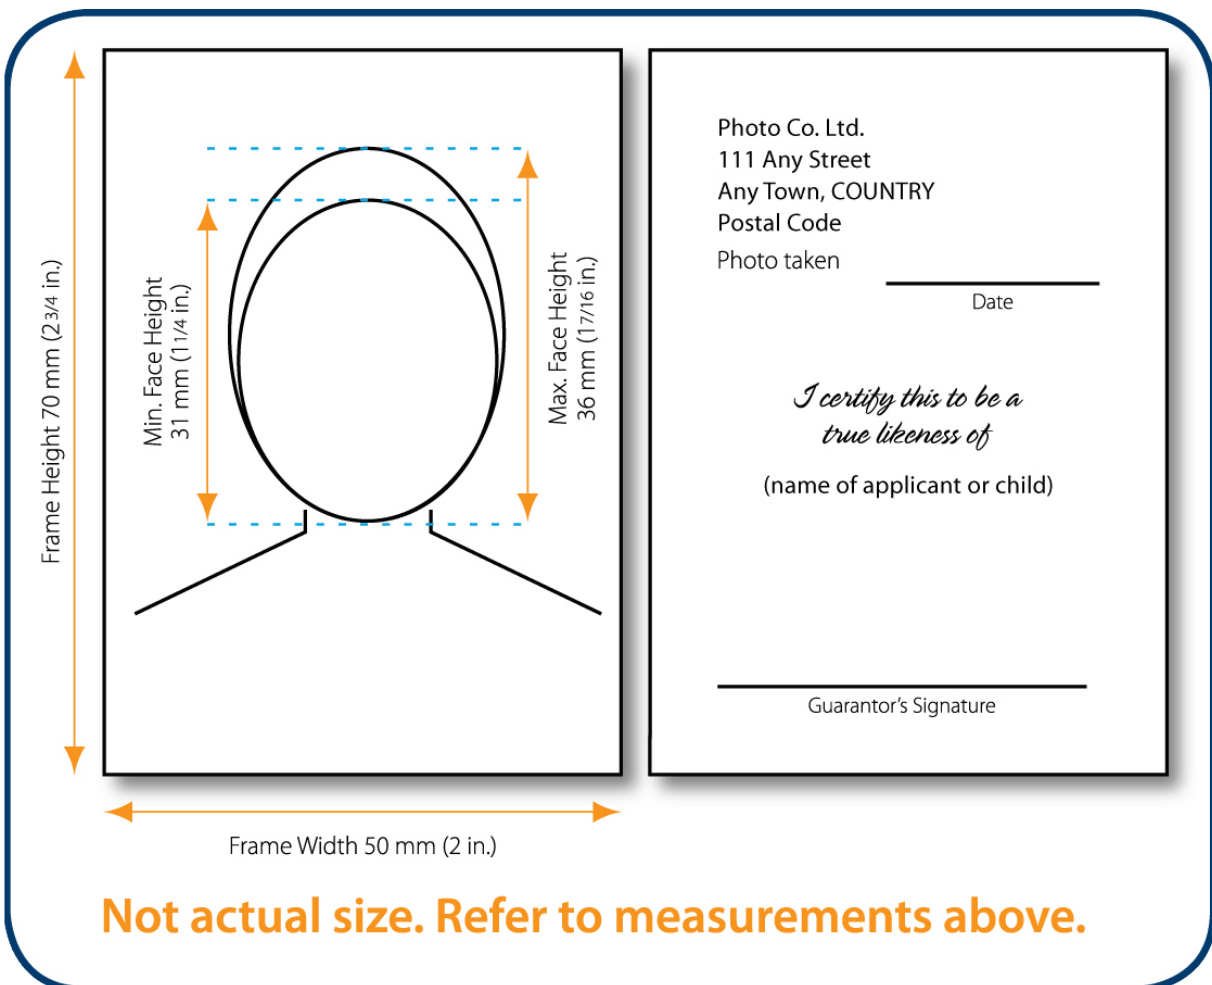 Frame Height 70 mm (2 3/4 in.)
Min. Face Height
31 mm (1 1/4 in.)
Max. Face Height
36 mm (1 7/16 in.)
Frame Width 50 mm (2 in.)
Photo Co. Ltd.
111 Any Street
Any Town, COUNTRY
Postal Code
Photo taken
Date
I certify this to be a
true likeness of
(name of applicant or child)
Guarantor's Signature
Not actual size. Refer to measurements above.